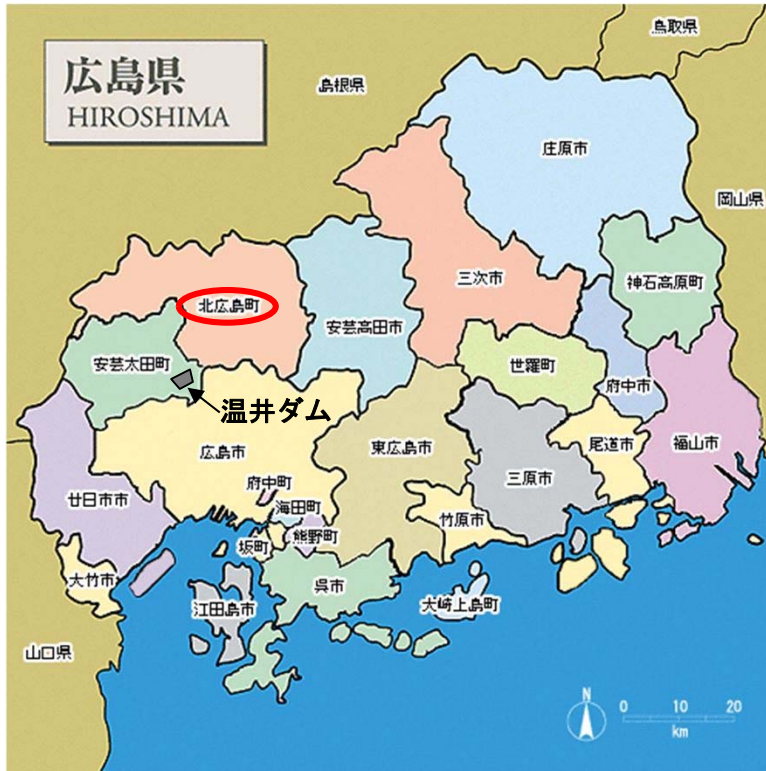 広島県
HIROSHIMA
鳥取県
島根県
岡山県
庄原市
三次市
神石高原町
北広島町
安芸高田市
安芸太田町
世羅町
府中市
温井ダム
広島市
東広島市
尾道市
福山市
三原市
廿日市市
府中町
海田町
竹原市
坂町
熊野町
大竹市
呉市
江田島市
大崎上島町
山口県
N
0 10 20
km